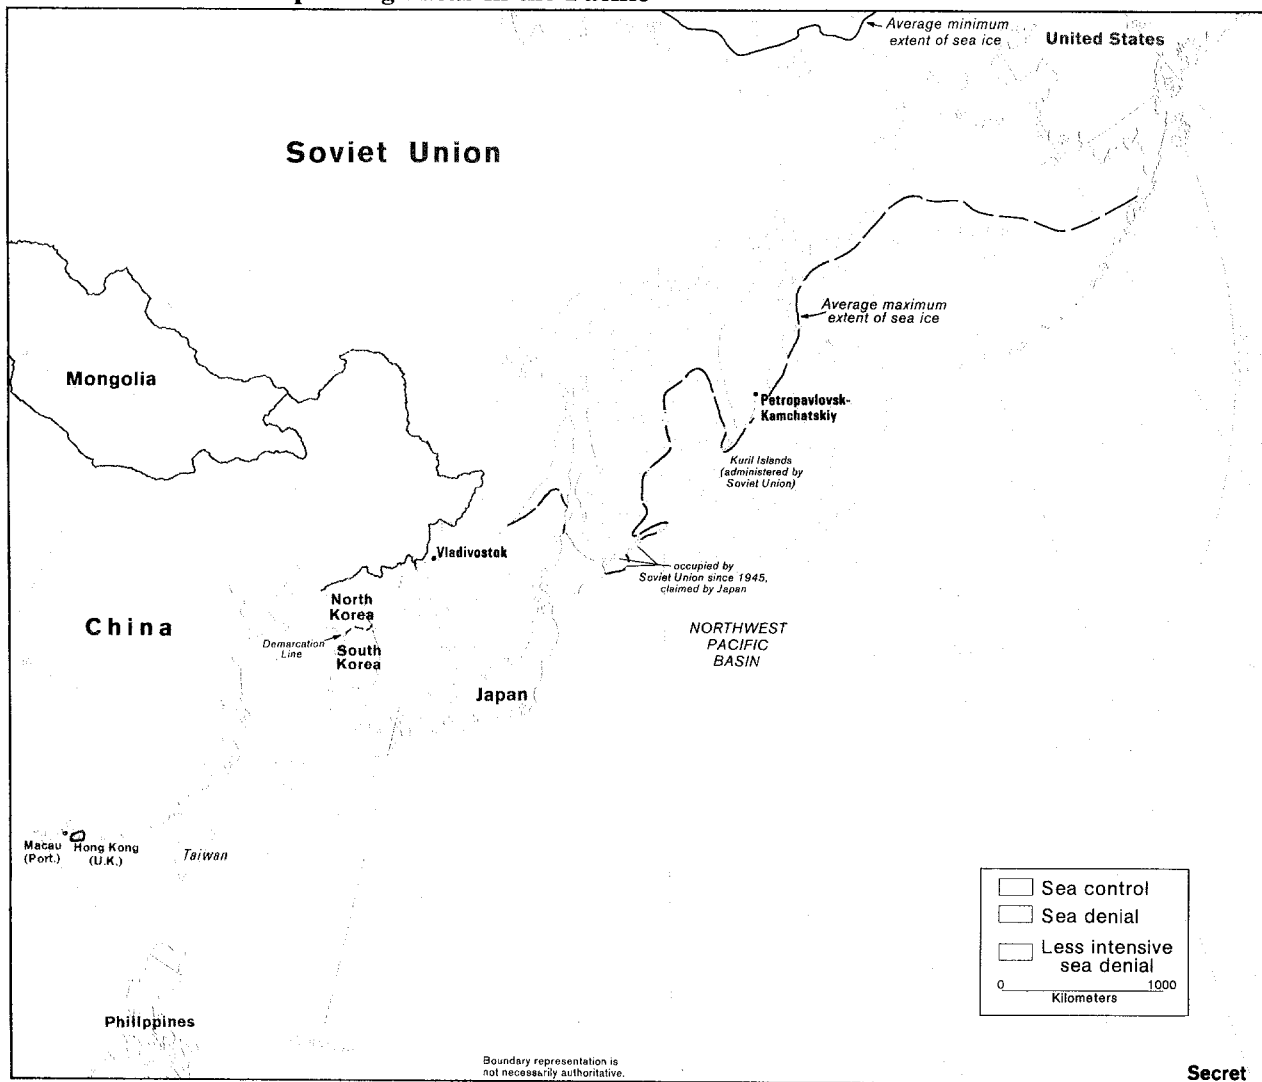 Average minimum
extent of sea ice
United States
Soviet Union
Average maximum
extent of sea ice
Mongolia
Petropavlovsk-
Kamchatskiy
Kuril Islands
(administered by
Soviet Union)
Vladivostok
occupied by
Soviet Union since 1945,
claimed by Japan
North
Korea
China
Demarcation
Line
South
Korea
NORTHWEST
PACIFIC
BASIN
Japan
Macau
(Port.)
Hong Kong
(U.K.)
Taiwan
Sea control
Sea denial
Less intensive
sea denial
0 1000
Kilometers
Philippines
Boundary representation is
not necessarily authoritative.
Secret